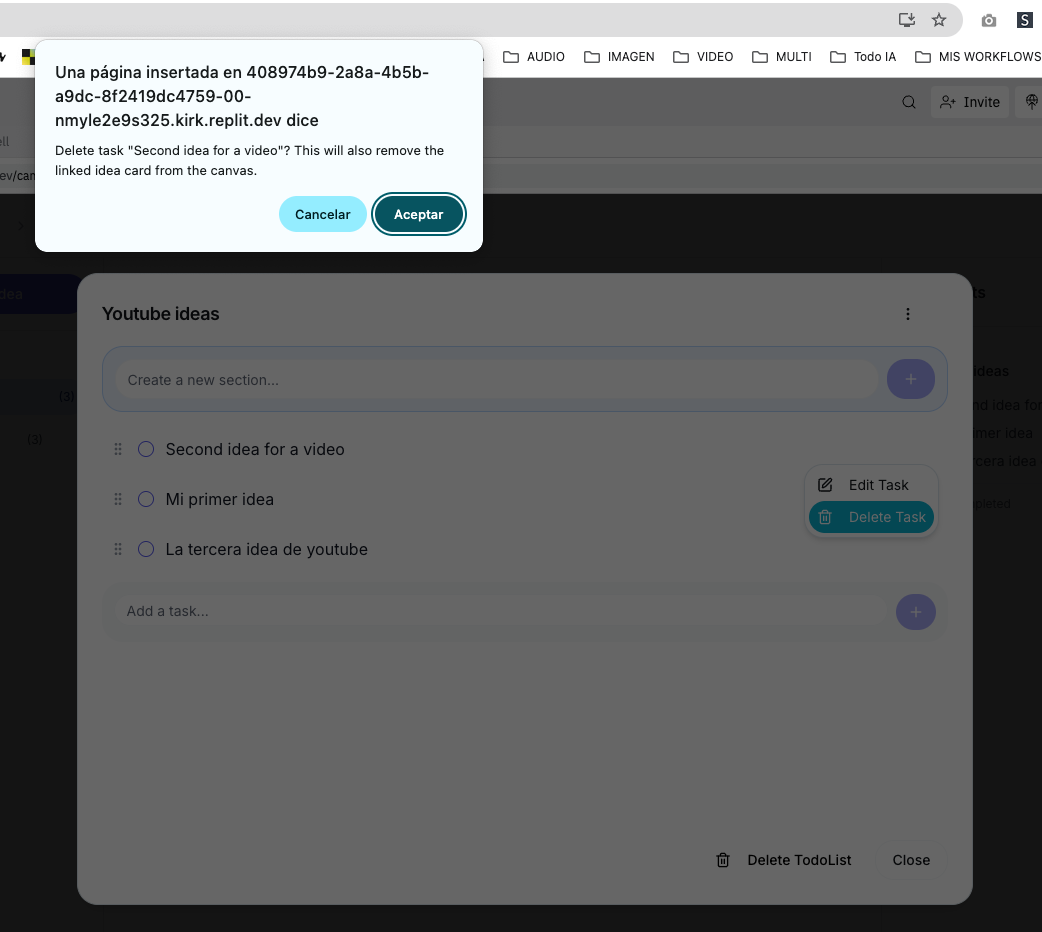 AUDIO
IMAGEN
VIDEO
MULTI
Todo IA
MIS WORKFLOWS
S
Una página insertada en 408974b9-2a8a-4b5b-
a9dc-8f2419dc4759-00-
nmyle2e9s325.kirk.replit.dev dice
Delete task "Second idea for a video"? This will also remove the
linked idea card from the canvas.
Cancelar
Aceptar
Invite
ell
ev/can
dea
(3)
(3)
Youtube ideas
Create a new section...
Second idea for a video
Mi primer idea
La tercera idea de youtube
Edit Task
Delete Task
Add a task...
Delete TodoList
Close
ts
ideas
nd idea for
imer idea
rcera idea
pleted